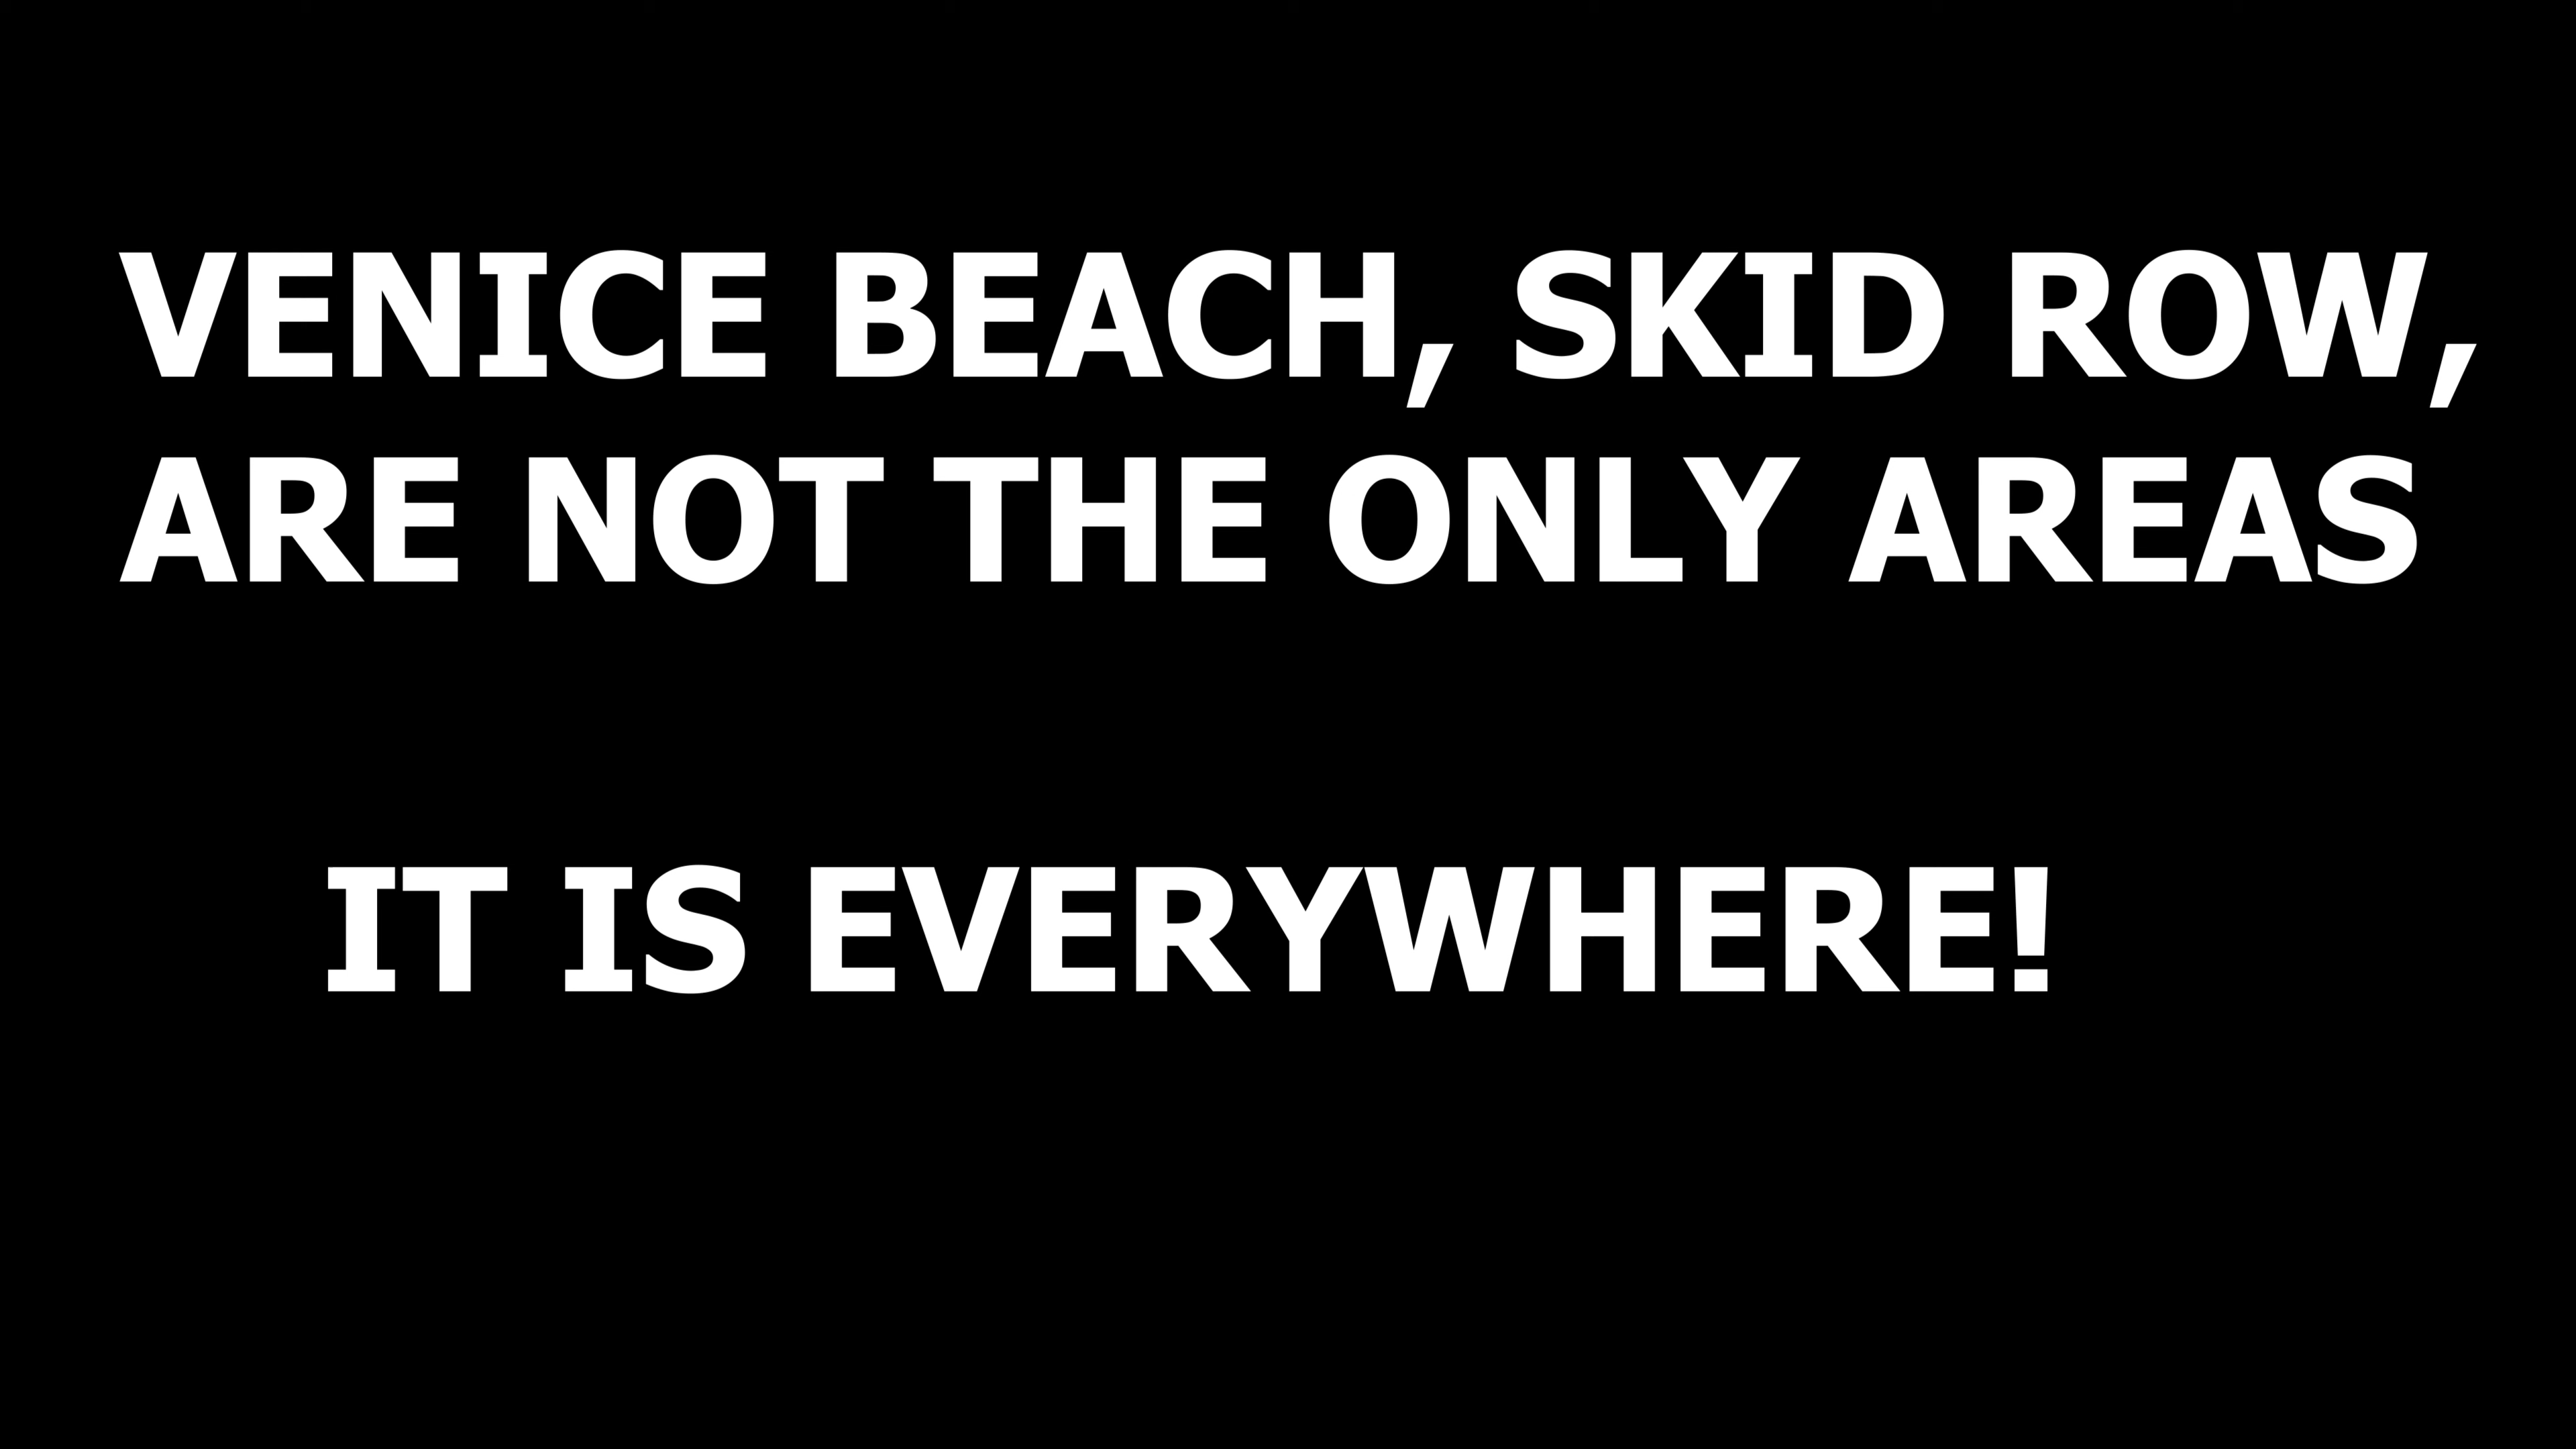 VENICE BEACH, SKID ROW,
ARE NOT THE ONLY AREAS
IT IS EVERYWHERE!